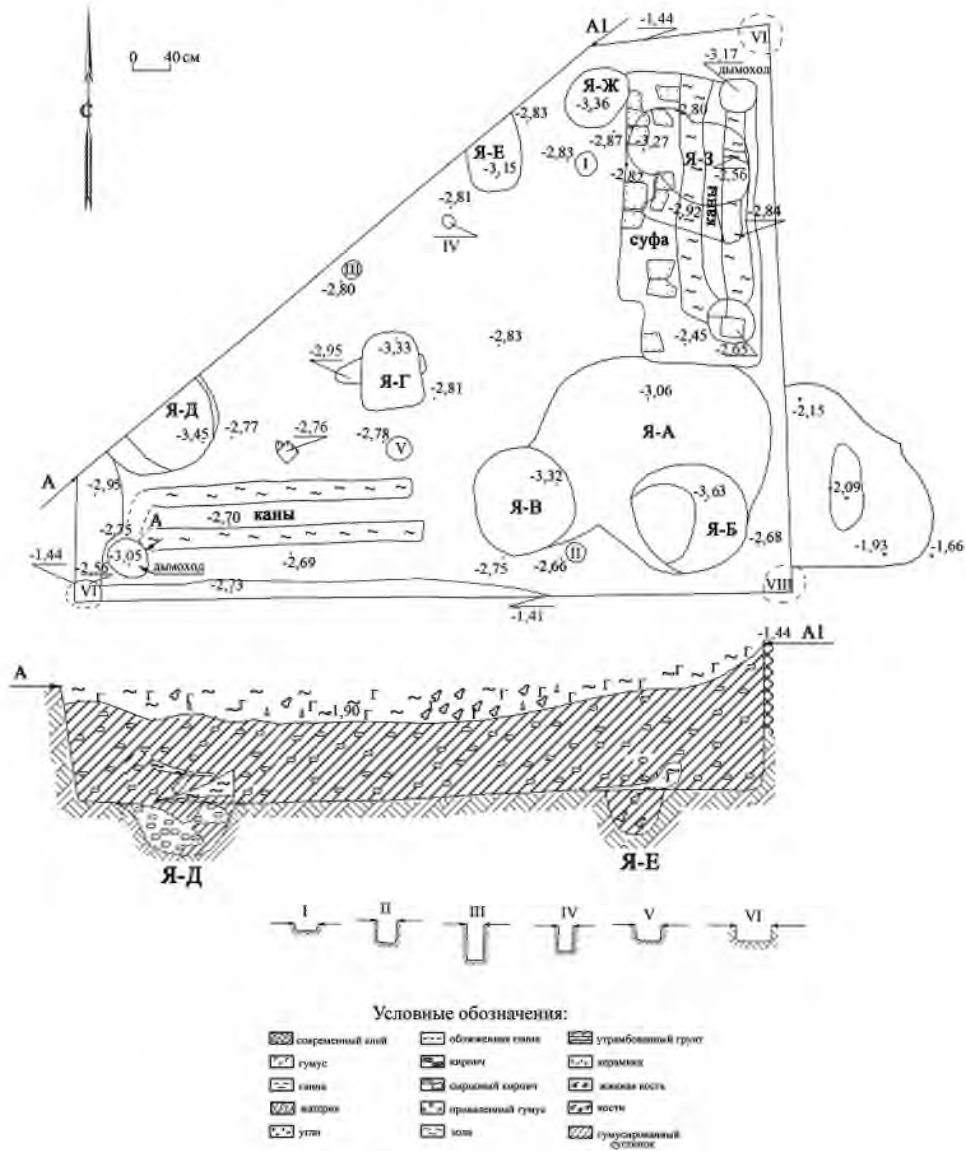 А1
-1,44
VI
0 40 см
-3,17
дымоход
С
Я-Ж
-3,36
-2,80
-2,83
-2,87
-3,27
Я-Е
-2,83
I
Я-З
-3,15
-2,82
-2,56
каны
-2,81
-2,92
-2,84
IV
суфа
III
-2,80
-2,83
-2,45
-2,65
-2,95
-3,33
Я-Г
-2,81
-3,06
Я-Д
-2,15
-3,45
-2,77
-2,76
-2,78
V
Я-А
А
-2,95
-3,32
-3,63
-2,09
А
-2,70
каны
Я-В
Я-Б
-2,75
-2,68
-1,44
-3,05
-2,56
дымоход
-2,69
-2,75
-2,66
II
-1,93
-1,66
VI
-2,73
VIII
-1,41
-1,44
А1
А
-1,90
Я-Д
Я-Е
I II III IV V VI
Условные обозначения:
современный слой
обожженная глина
утрамбованный грунт
гумус
кирпич
керамика
глина
сырцовый кирпич
материк
прокаленный гумус
кости
угли
зола
гумусированный
суглинок